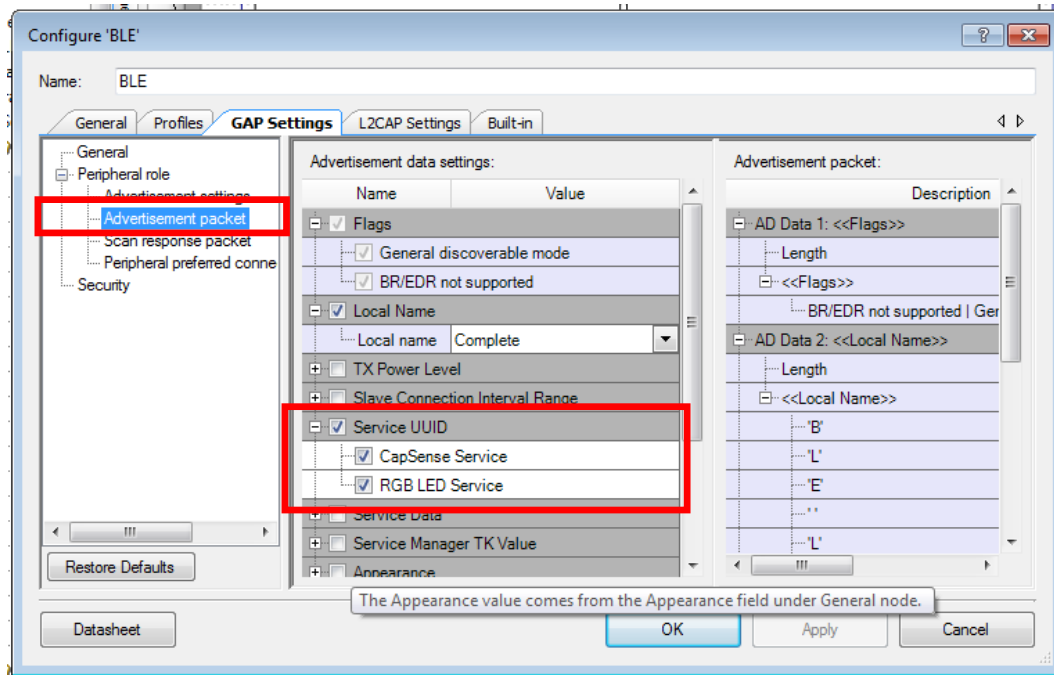 Configure 'BLE'
Name: BLE
General Profiles GAP Settings L2CAP Settings Built-in
General
Peripheral role
Advertisement settings
Advertisement packet
Scan response packet
Peripheral preferred conne
Security
Restore Defaults
Advertisement data settings:
Name Value
Flags
General discoverable mode
BR/EDR not supported
Local Name
Local name Complete
TX Power Level
Slave Connection Interval Range
Service UUID
CapSense Service
RGB LED Service
Service Data
Service Manager TK Value
Appearance
Advertisement packet:
Description
AD Data 1: <<Flags>>
Length
<<Flags>>
BR/EDR not supported | Ger
AD Data 2: <<Local Name>>
Length
<<Local Name>>
'B'
'L'
'E'
' '
'L'
The Appearance value comes from the Appearance field under General node.
Datasheet OK Apply Cancel